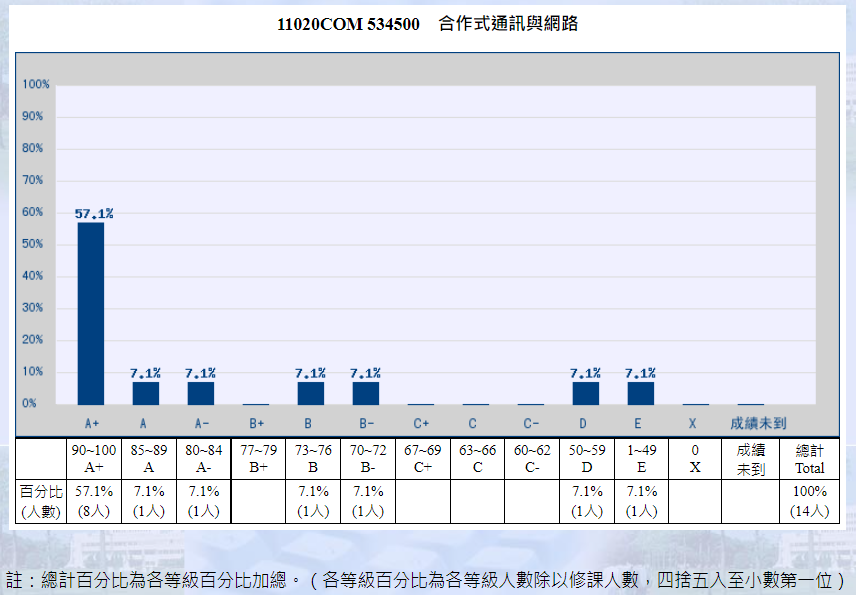 11020COM 534500 合作式通訊與網路
100%
90%
80%
70%
60%
50%
40%
30%
20%
10%
0%
57.1% 7.1% 7.1% 7.1% 7.1% 7.1% 7.1%
A+ A A- B+ B B- C+ C C- D E X 成績未到
90~100 85~89 80~84 77~79 73~76 70~72 67~69 63~66 60~62 50~59 1~49 0 成績 總計
A+ A A- B+ B B- C+ C C- D E X 未到 Total
百分比 57.1% 7.1% 7.1% 7.1% 7.1% 7.1% 7.1% 100%
(人數) (8人) (1人) (1人) (1人) (1人) (1人) (1人) (14人)
註：總計百分比為各等級百分比加總。（各等級百分比為各等級人數除以修課人數，四捨五入至小數第一位）